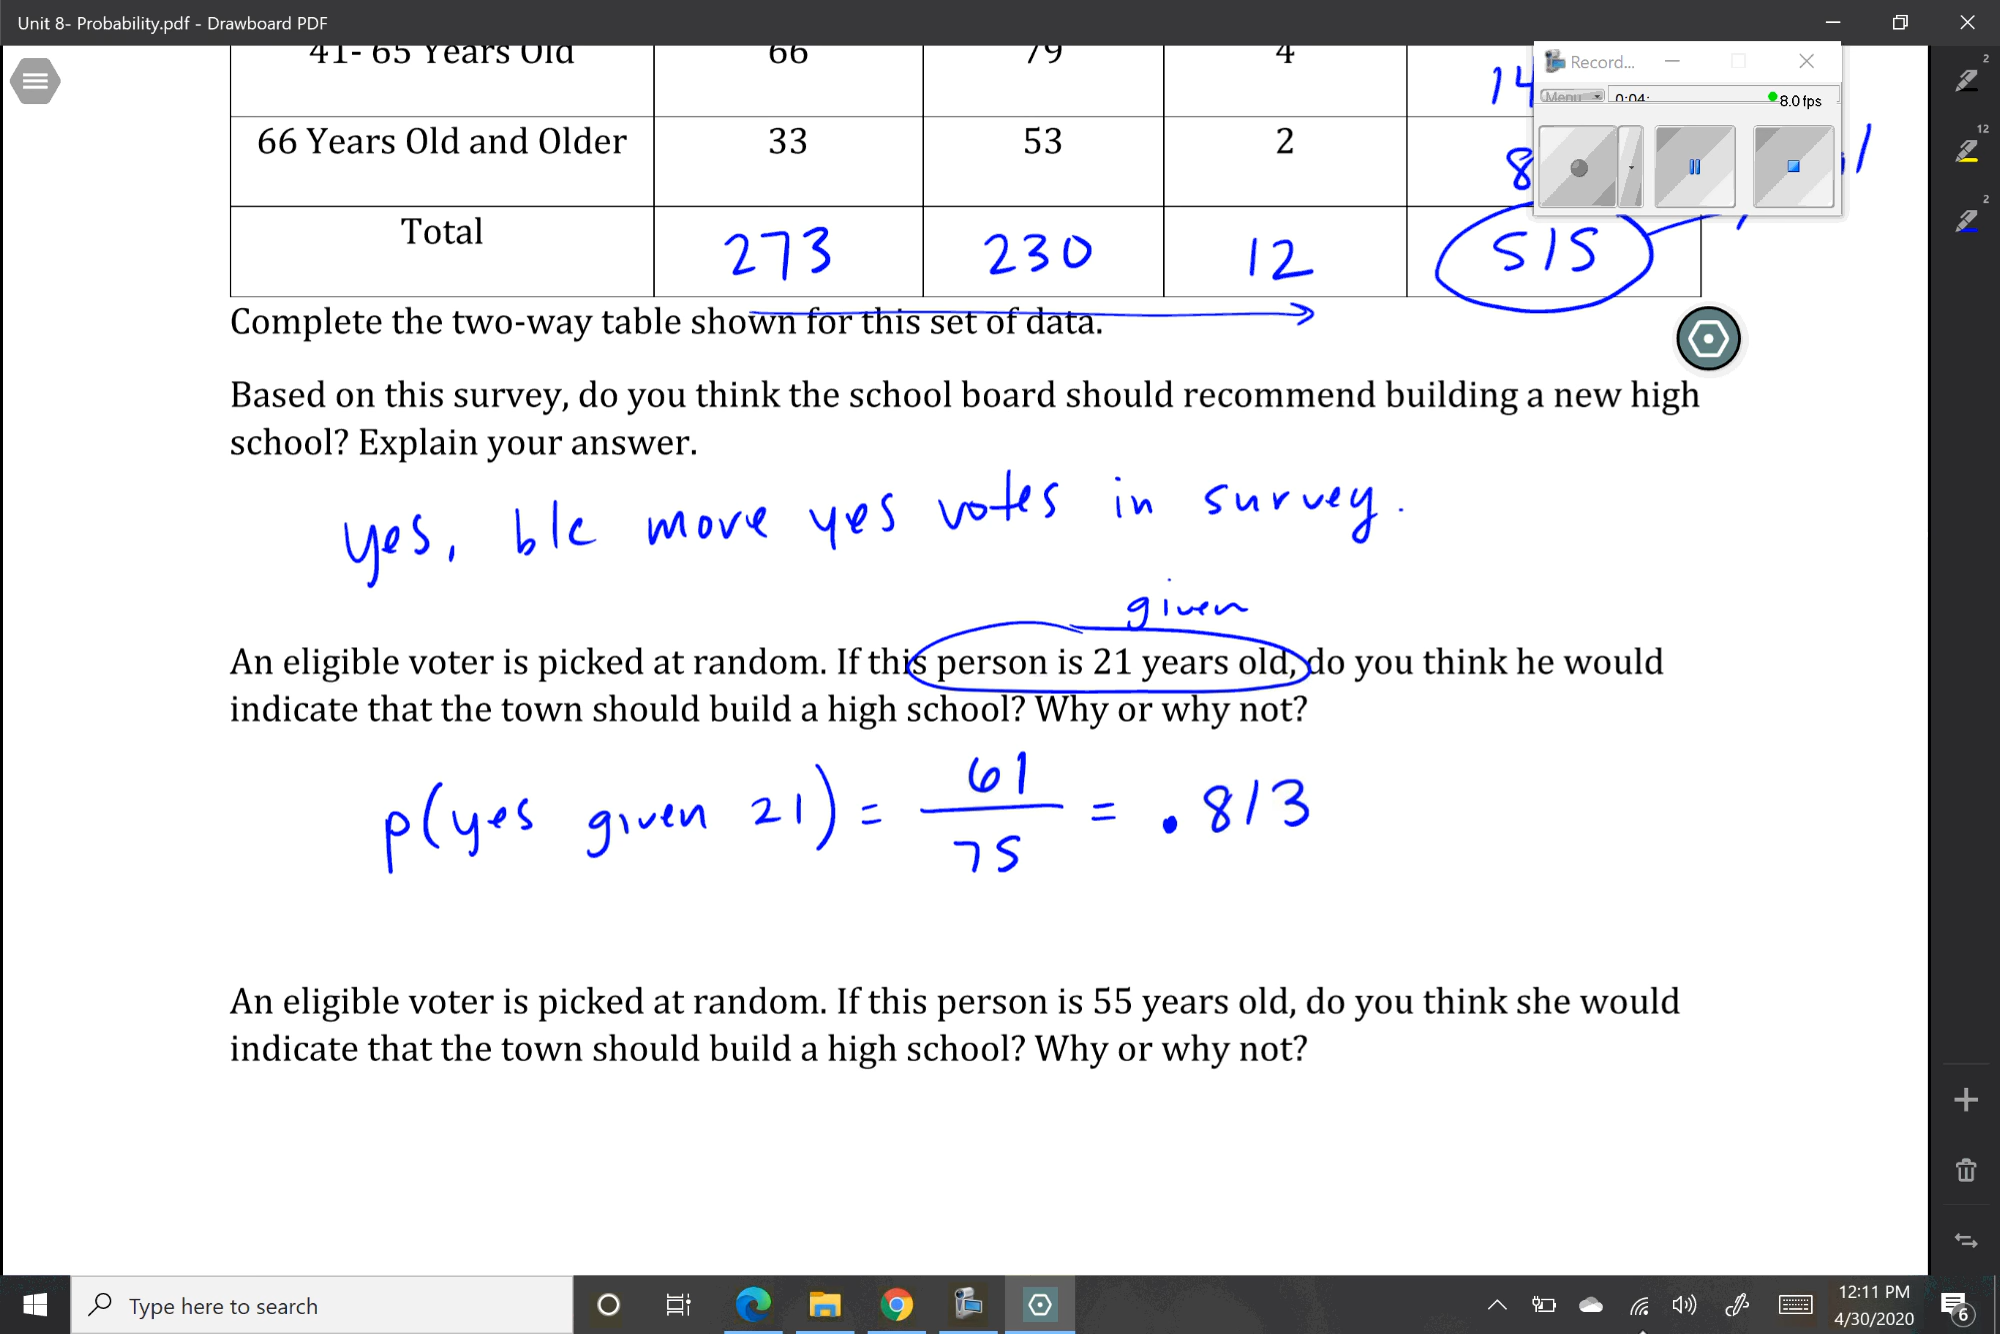 Unit 8- Probability.pdf - Drawboard PDF
41- 65 Years Old 66 79 4 14
66 Years Old and Older 33 53 2 8
Total 273 230 12 515
Record...
Menu 0:04: 8.0 fps
2
12
2
Complete the two-way table shown for this set of data.
Based on this survey, do you think the school board should recommend building a new high
school? Explain your answer.
yes, b/c more yes votes in survey.
given
An eligible voter is picked at random. If this person is 21 years old, do you think he would
indicate that the town should build a high school? Why or why not?
p(yes given 21) = 61/75 = .813
An eligible voter is picked at random. If this person is 55 years old, do you think she would
indicate that the town should build a high school? Why or why not?
Type here to search
12:11 PM
4/30/2020
6